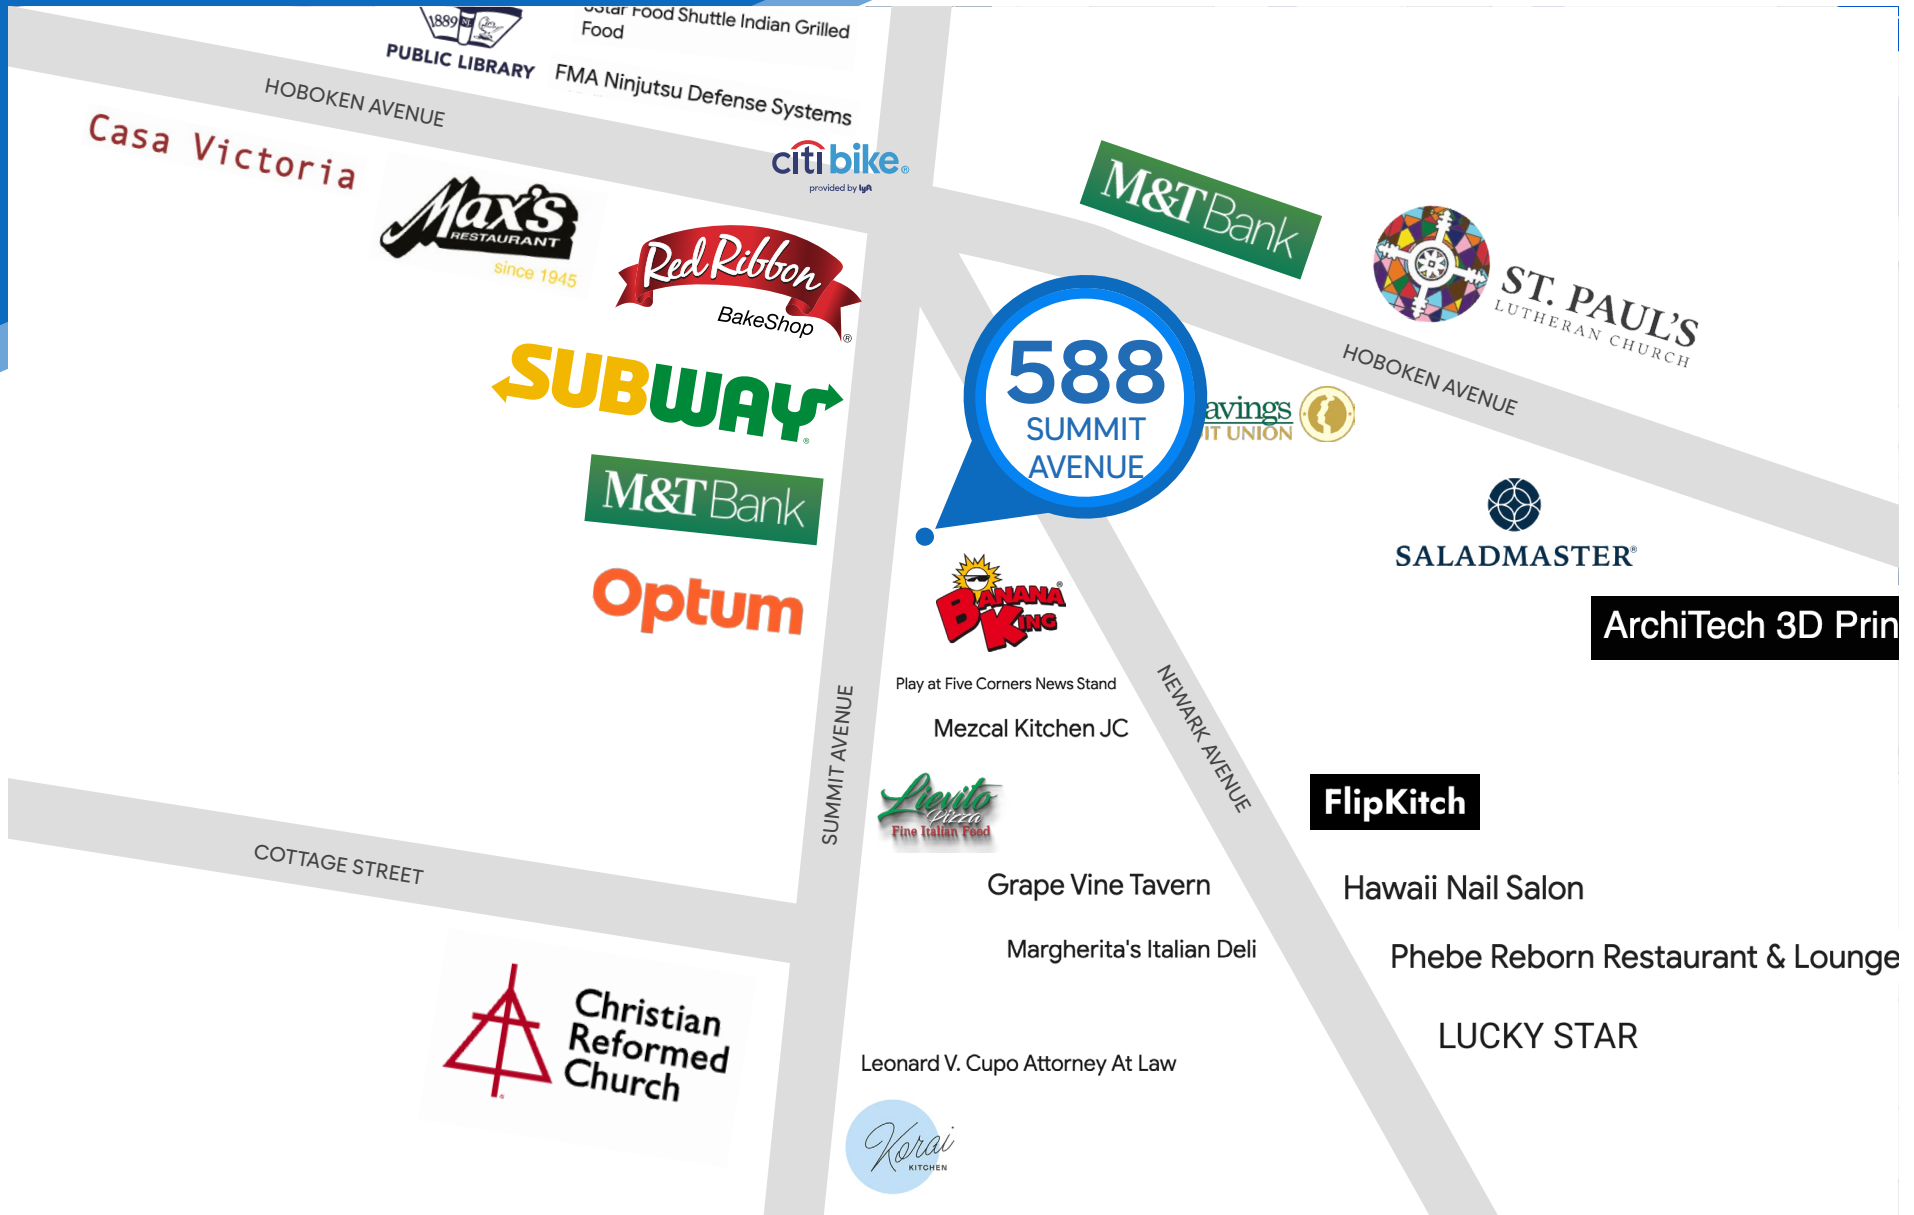 1889 NJ
PUBLIC LIBRARY
5Star Food Shuttle Indian Grilled
Food
FMA Ninjutsu Defense Systems
HOBOKEN AVENUE
Casa Victoria
MAX'S
RESTAURANT
since 1945
citi bike®
provided by lyft
Red Ribbon
BakeShop ®
SUBWAY®
M&T Bank
Optum
M&T Bank
ST. PAUL'S
LUTHERAN CHURCH
HOBOKEN AVENUE
588
SUMMIT
AVENUE
avings
IT UNION
SALADMASTER®
ArchiTech 3D Prin
BANANA
KING ®
Play at Five Corners News Stand
Mezcal Kitchen JC
SUMMIT AVENUE
NEWARK AVENUE
Lievito
Pizza
Fine Italian Food
FlipKitch
COTTAGE STREET
Grape Vine Tavern
Hawaii Nail Salon
Margherita's Italian Deli
Phebe Reborn Restaurant & Lounge
Christian
Reformed
Church
LUCKY STAR
Leonard V. Cupo Attorney At Law
Korai
KITCHEN